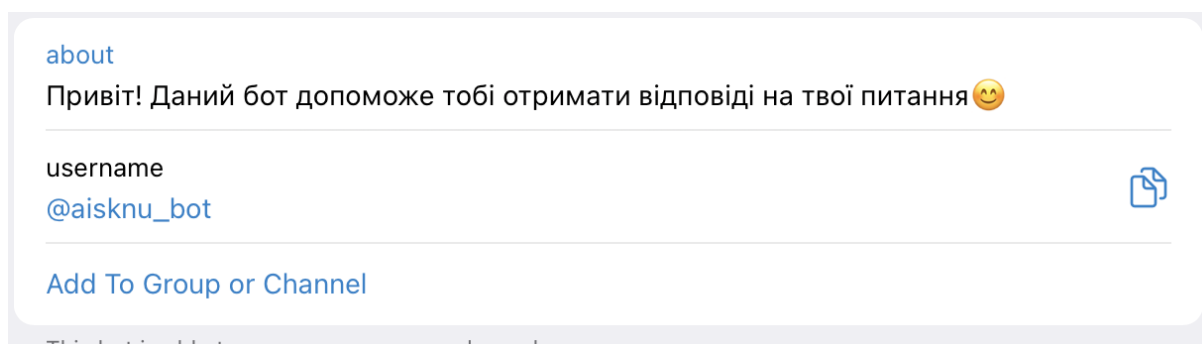 about
Привіт! Даний бот допоможе тобі отримати відповіді на твої питання😊
username
@aisknu_bot
Add To Group or Channel